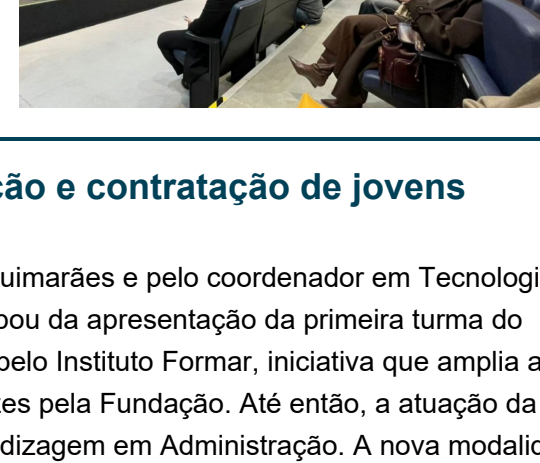 ção e contratação de jovens
uimarães e pelo coordenador em Tecnologi
pou da apresentação da primeira turma do
pelo Instituto Formar, iniciativa que amplia a
tes pela Fundação. Até então, a atuação da
dizagem em Administração. A nova modalid